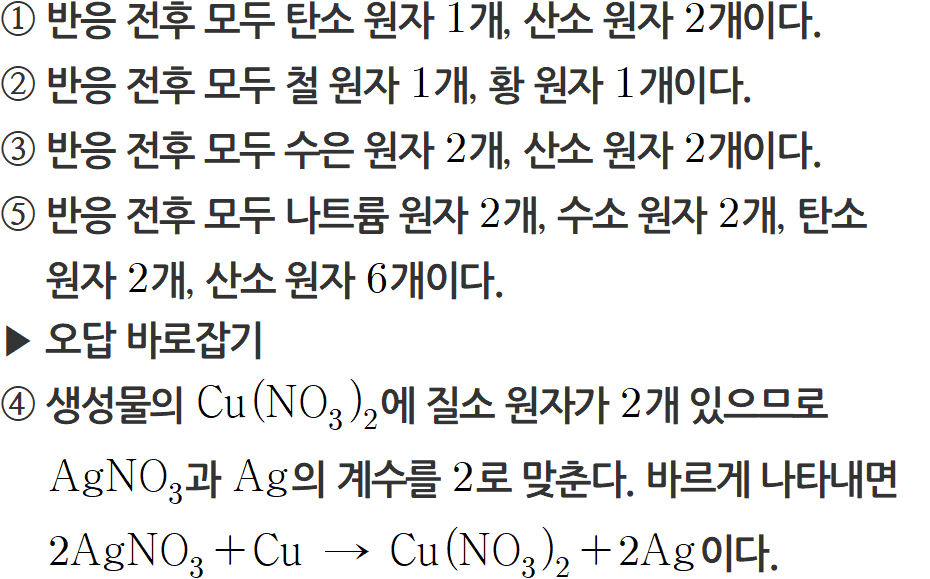 ① 반응 전후 모두 탄소 원자 1개, 산소 원자 2개이다.
② 반응 전후 모두 철 원자 1개, 황 원자 1개이다.
③ 반응 전후 모두 수은 원자 2개, 산소 원자 2개이다.
⑤ 반응 전후 모두 나트륨 원자 2개, 수소 원자 2개, 탄소
원자 2개, 산소 원자 6개이다.
▶ 오답 바로잡기
④ 생성물의 Cu(NO₃)₂에 질소 원자가 2개 있으므로
AgNO₃과 Ag의 계수를 2로 맞춘다. 바르게 나타내면
2AgNO₃+Cu → Cu(NO₃)₂+2Ag이다.